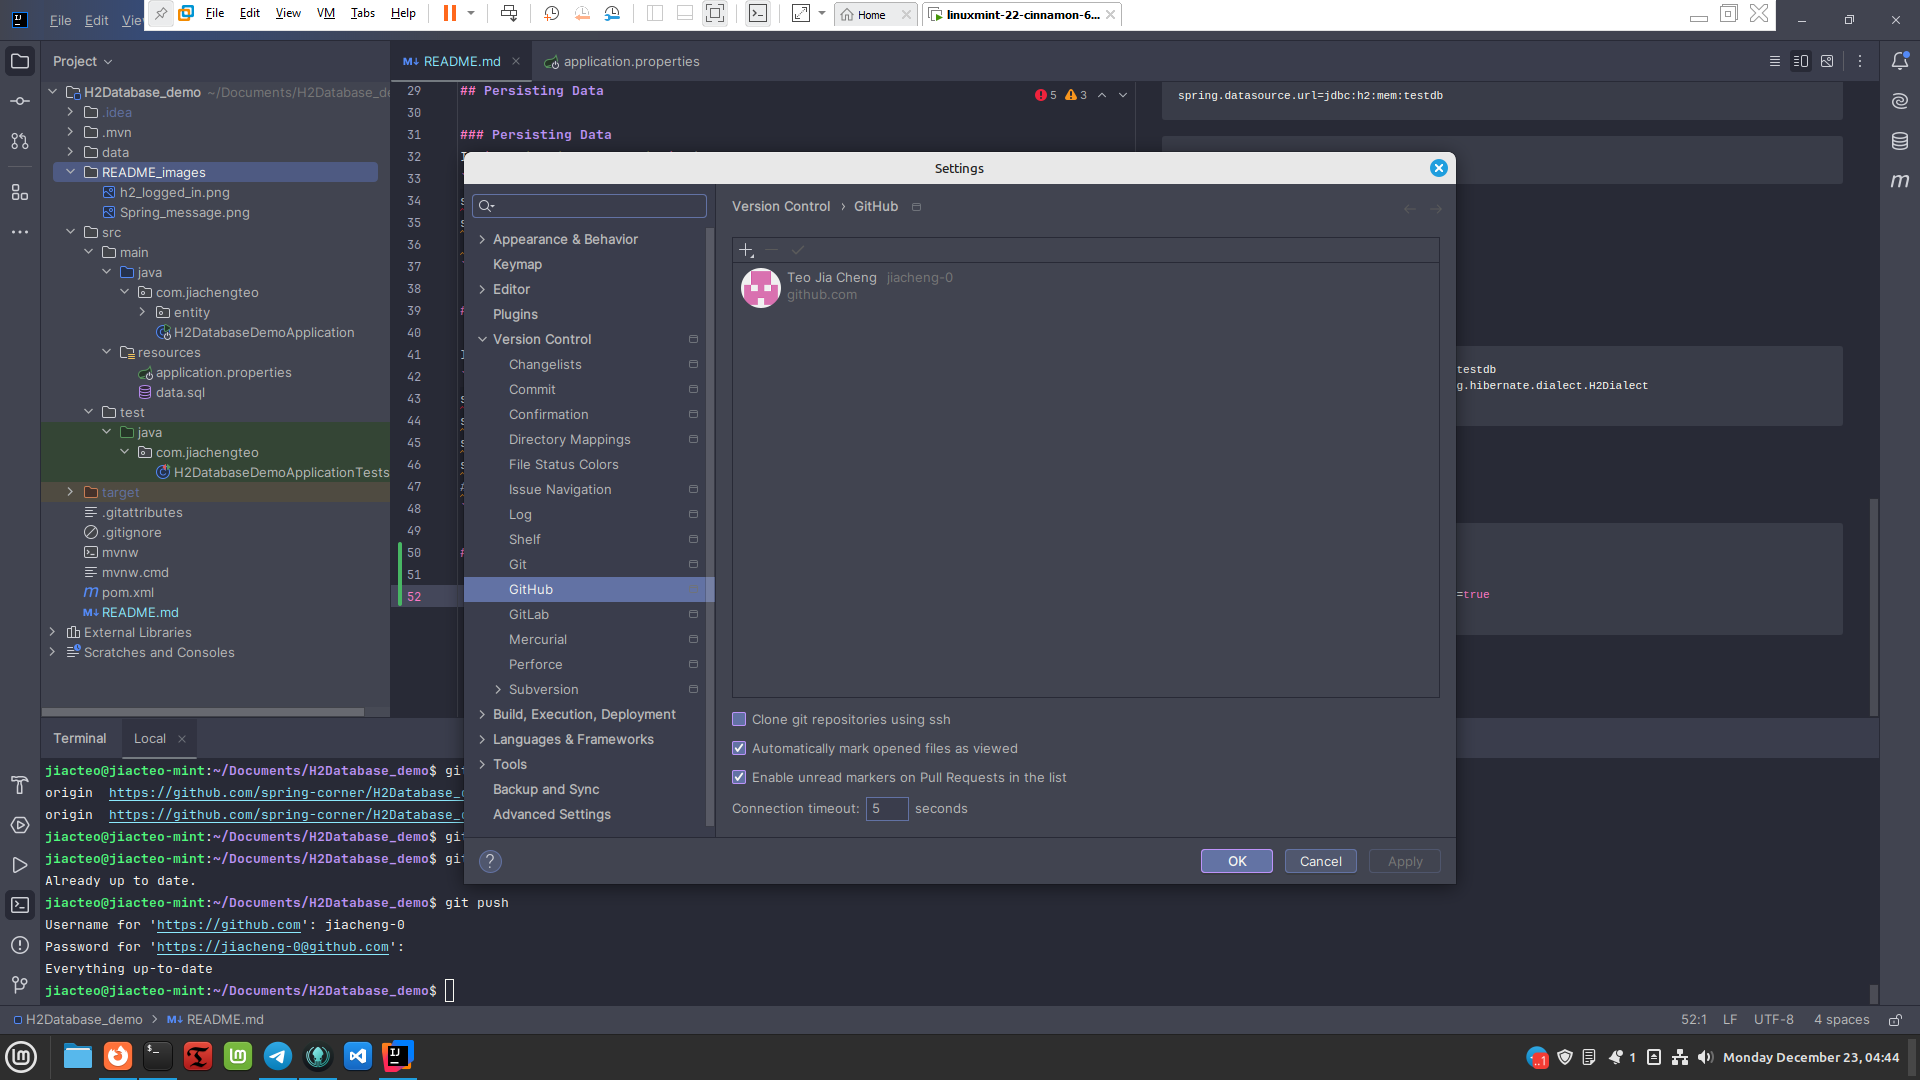 File Edit View VM Tabs Help Home linuxmint-22-cinnamon-6...
File Edit
Project
README.md
application.properties
H2Database_demo ~/Documents/H2Database_de
.idea
.mvn
data
README_images
h2_logged_in.png
Spring_message.png
src
main
java
com.jiachengteo
entity
H2DatabaseDemoApplication
resources
application.properties
data.sql
test
java
com.jiachengteo
H2DatabaseDemoApplicationTests
target
.gitattributes
.gitignore
mvnw
mvnw.cmd
pom.xml
README.md
External Libraries
Scratches and Consoles
29 ## Persisting Data
30
31 ### Persisting Data
32
33
34
35
36
37
38
39
40
41
42
43
44
45
46
47
48
49
50
51
52
5 3
spring.datasource.url=jdbc:h2:mem:testdb
testdb
g.hibernate.dialect.H2Dialect
=true
Settings
Appearance & Behavior
Keymap
Editor
Plugins
Version Control
Changelists
Commit
Confirmation
Directory Mappings
File Status Colors
Issue Navigation
Log
Shelf
Git
GitHub
GitLab
Mercurial
Perforce
Subversion
Build, Execution, Deployment
Languages & Frameworks
Tools
Backup and Sync
Advanced Settings
Version Control › GitHub
Teo Jia Cheng jiacheng-0
github.com
Clone git repositories using ssh
Automatically mark opened files as viewed
Enable unread markers on Pull Requests in the list
Connection timeout: 5 seconds
? OK Cancel Apply
Terminal Local
jiacteo@jiacteo-mint:~/Documents/H2Database_demo$ git
origin https://github.com/spring-corner/H2Database_
origin https://github.com/spring-corner/H2Database_
jiacteo@jiacteo-mint:~/Documents/H2Database_demo$ git
jiacteo@jiacteo-mint:~/Documents/H2Database_demo$ git
Already up to date.
jiacteo@jiacteo-mint:~/Documents/H2Database_demo$ git push
Username for 'https://github.com': jiacheng-0
Password for 'https://jiacheng-0@github.com':
Everything up-to-date
jiacteo@jiacteo-mint:~/Documents/H2Database_demo$
H2Database_demo › README.md
52:1 LF UTF-8 4 spaces
1 Monday December 23, 04:44